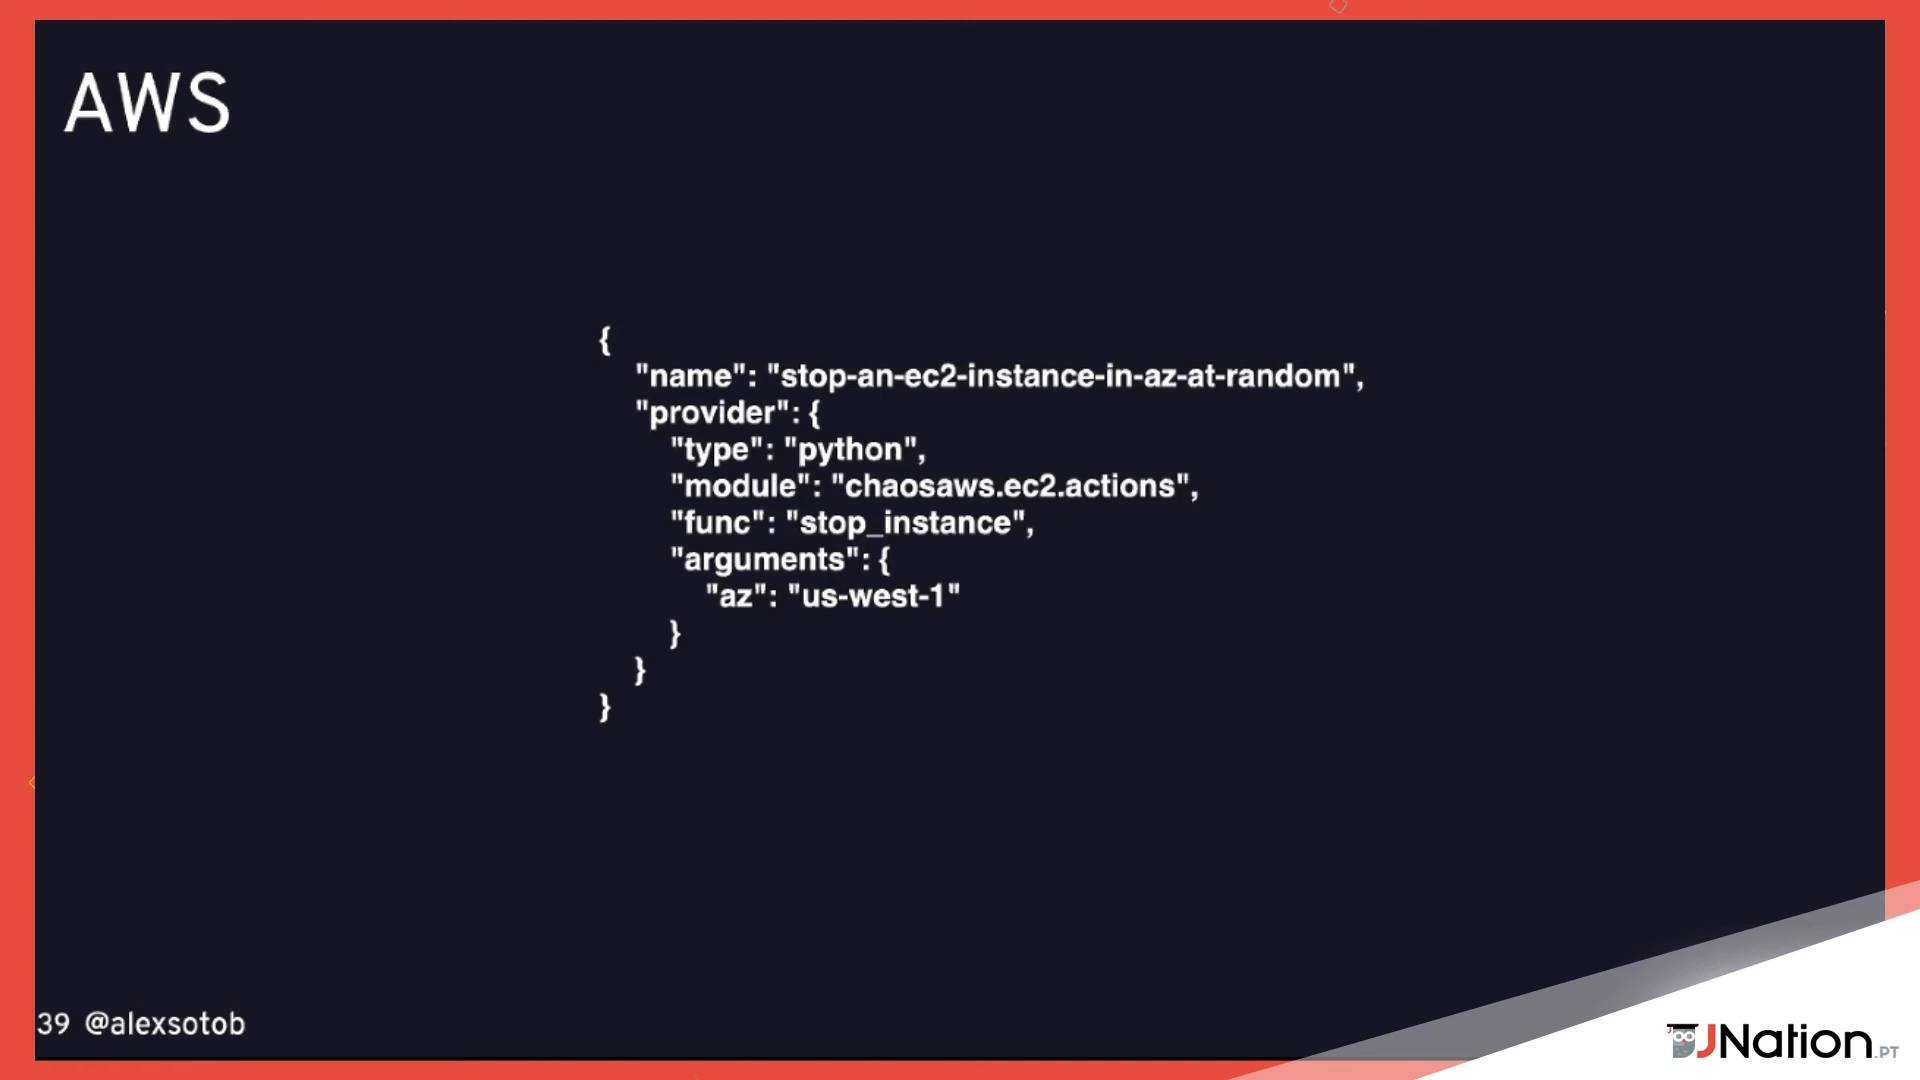 AWS
{
"name": "stop-an-ec2-instance-in-az-at-random",
"provider": {
"type": "python",
"module": "chaosaws.ec2.actions",
"func": "stop_instance",
"arguments": {
"az": "us-west-1"
}
}
}
39 @alexsotob
JNation.PT